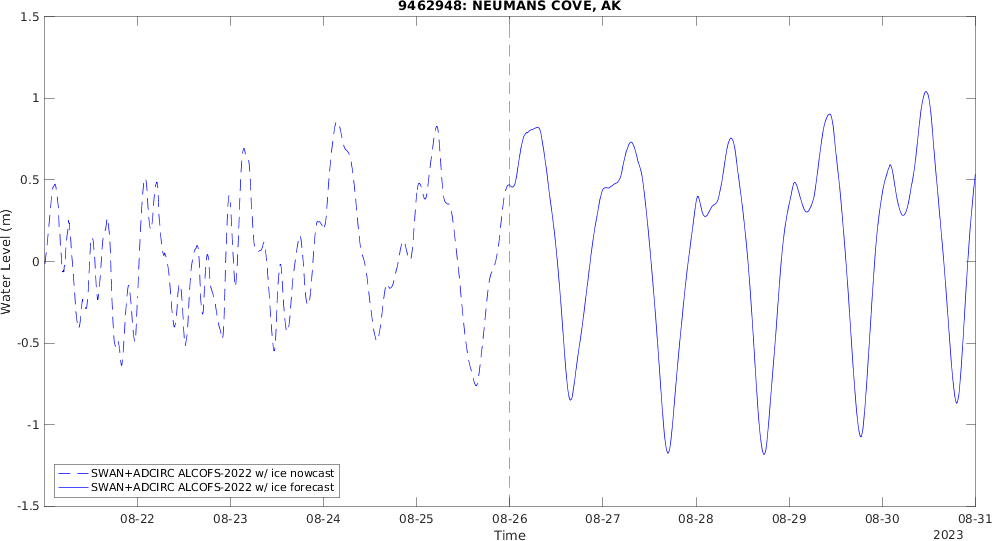 9462948: NEUMANS COVE, AK
Water Level (m)
1.5
1
0.5
0
-0.5
-1
-1.5
SWAN+ADCIRC ALCOFS-2022 w/ ice nowcast
SWAN+ADCIRC ALCOFS-2022 w/ ice forecast
08-22 08-23 08-24 08-25 08-26 08-27 08-28 08-29 08-30 08-31
Time
2023